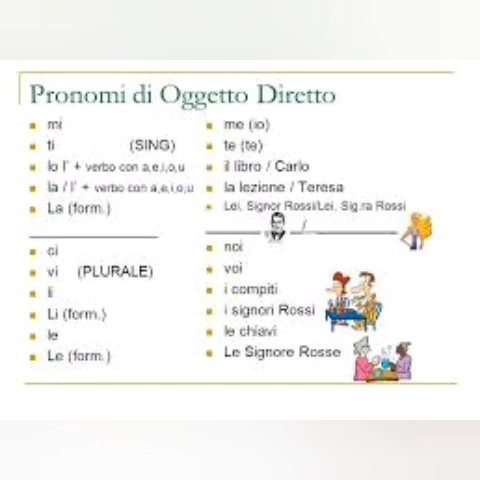 Pronomi di Oggetto Diretto
mi
ti (SING)
lo l' + verbo con a,e,i,o,u
la / l' + verbo con a,e,i,o,u
La (form.)
ci
vi (PLURALE)
li
Li (form.)
le
Le (form.)
me (io)
te (te)
il libro / Carlo
la lezione / Teresa
Lei, Signor Rossi/Lei, Sig.ra Rossi
/
noi
voi
i compiti
i signori Rossi
le chiavi
Le Signore Rosse